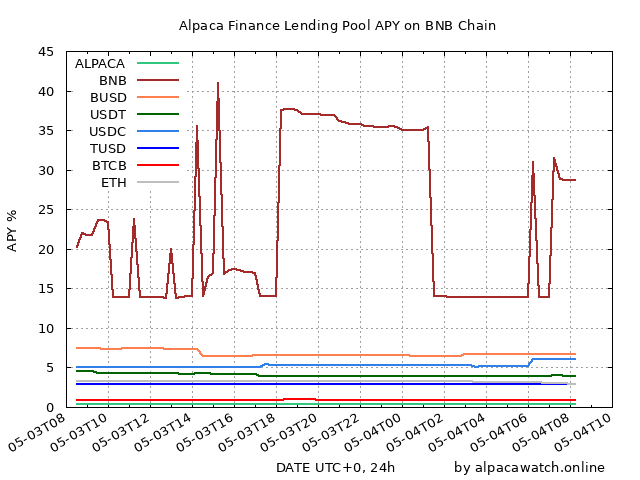 Alpaca Finance Lending Pool APY on BNB Chain
45
40
35
30
25
20
15
10
5
0
APY %
ALPACA
BNB
BUSD
USDT
USDC
TUSD
BTCB
ETH
05-03T08
05-03T10
05-03T12
05-03T14
05-03T16
05-03T18
05-03T20
05-03T22
05-04T00
05-04T02
05-04T04
05-04T06
05-04T08
05-04T10
DATE UTC+0, 24h
by alpacawatch.online